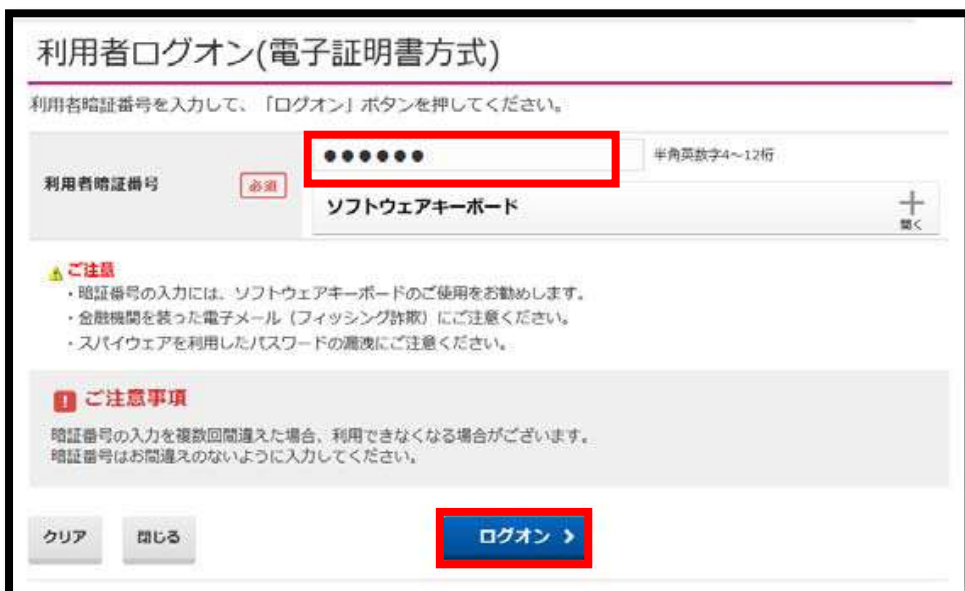 利用者ログオン(電子証明書方式)
利用者暗証番号を入力して、「ログオン」ボタンを押してください。
●●●●●● 半角英数字4～12桁
利用者暗証番号 必須
ソフトウェアキーボード
開く
ご注意
・暗証番号の入力には、ソフトウェアキーボードのご使用をお勧めします。
・金融機関を装った電子メール（フィッシング詐欺）にご注意ください。
・スパイウェアを利用したパスワードの漏洩にご注意ください。
! ご注意事項
暗証番号の入力を複数回間違えた場合、利用できなくなる場合がございます。
暗証番号はお間違えのないように入力してください。
クリア 閉じる ログオン